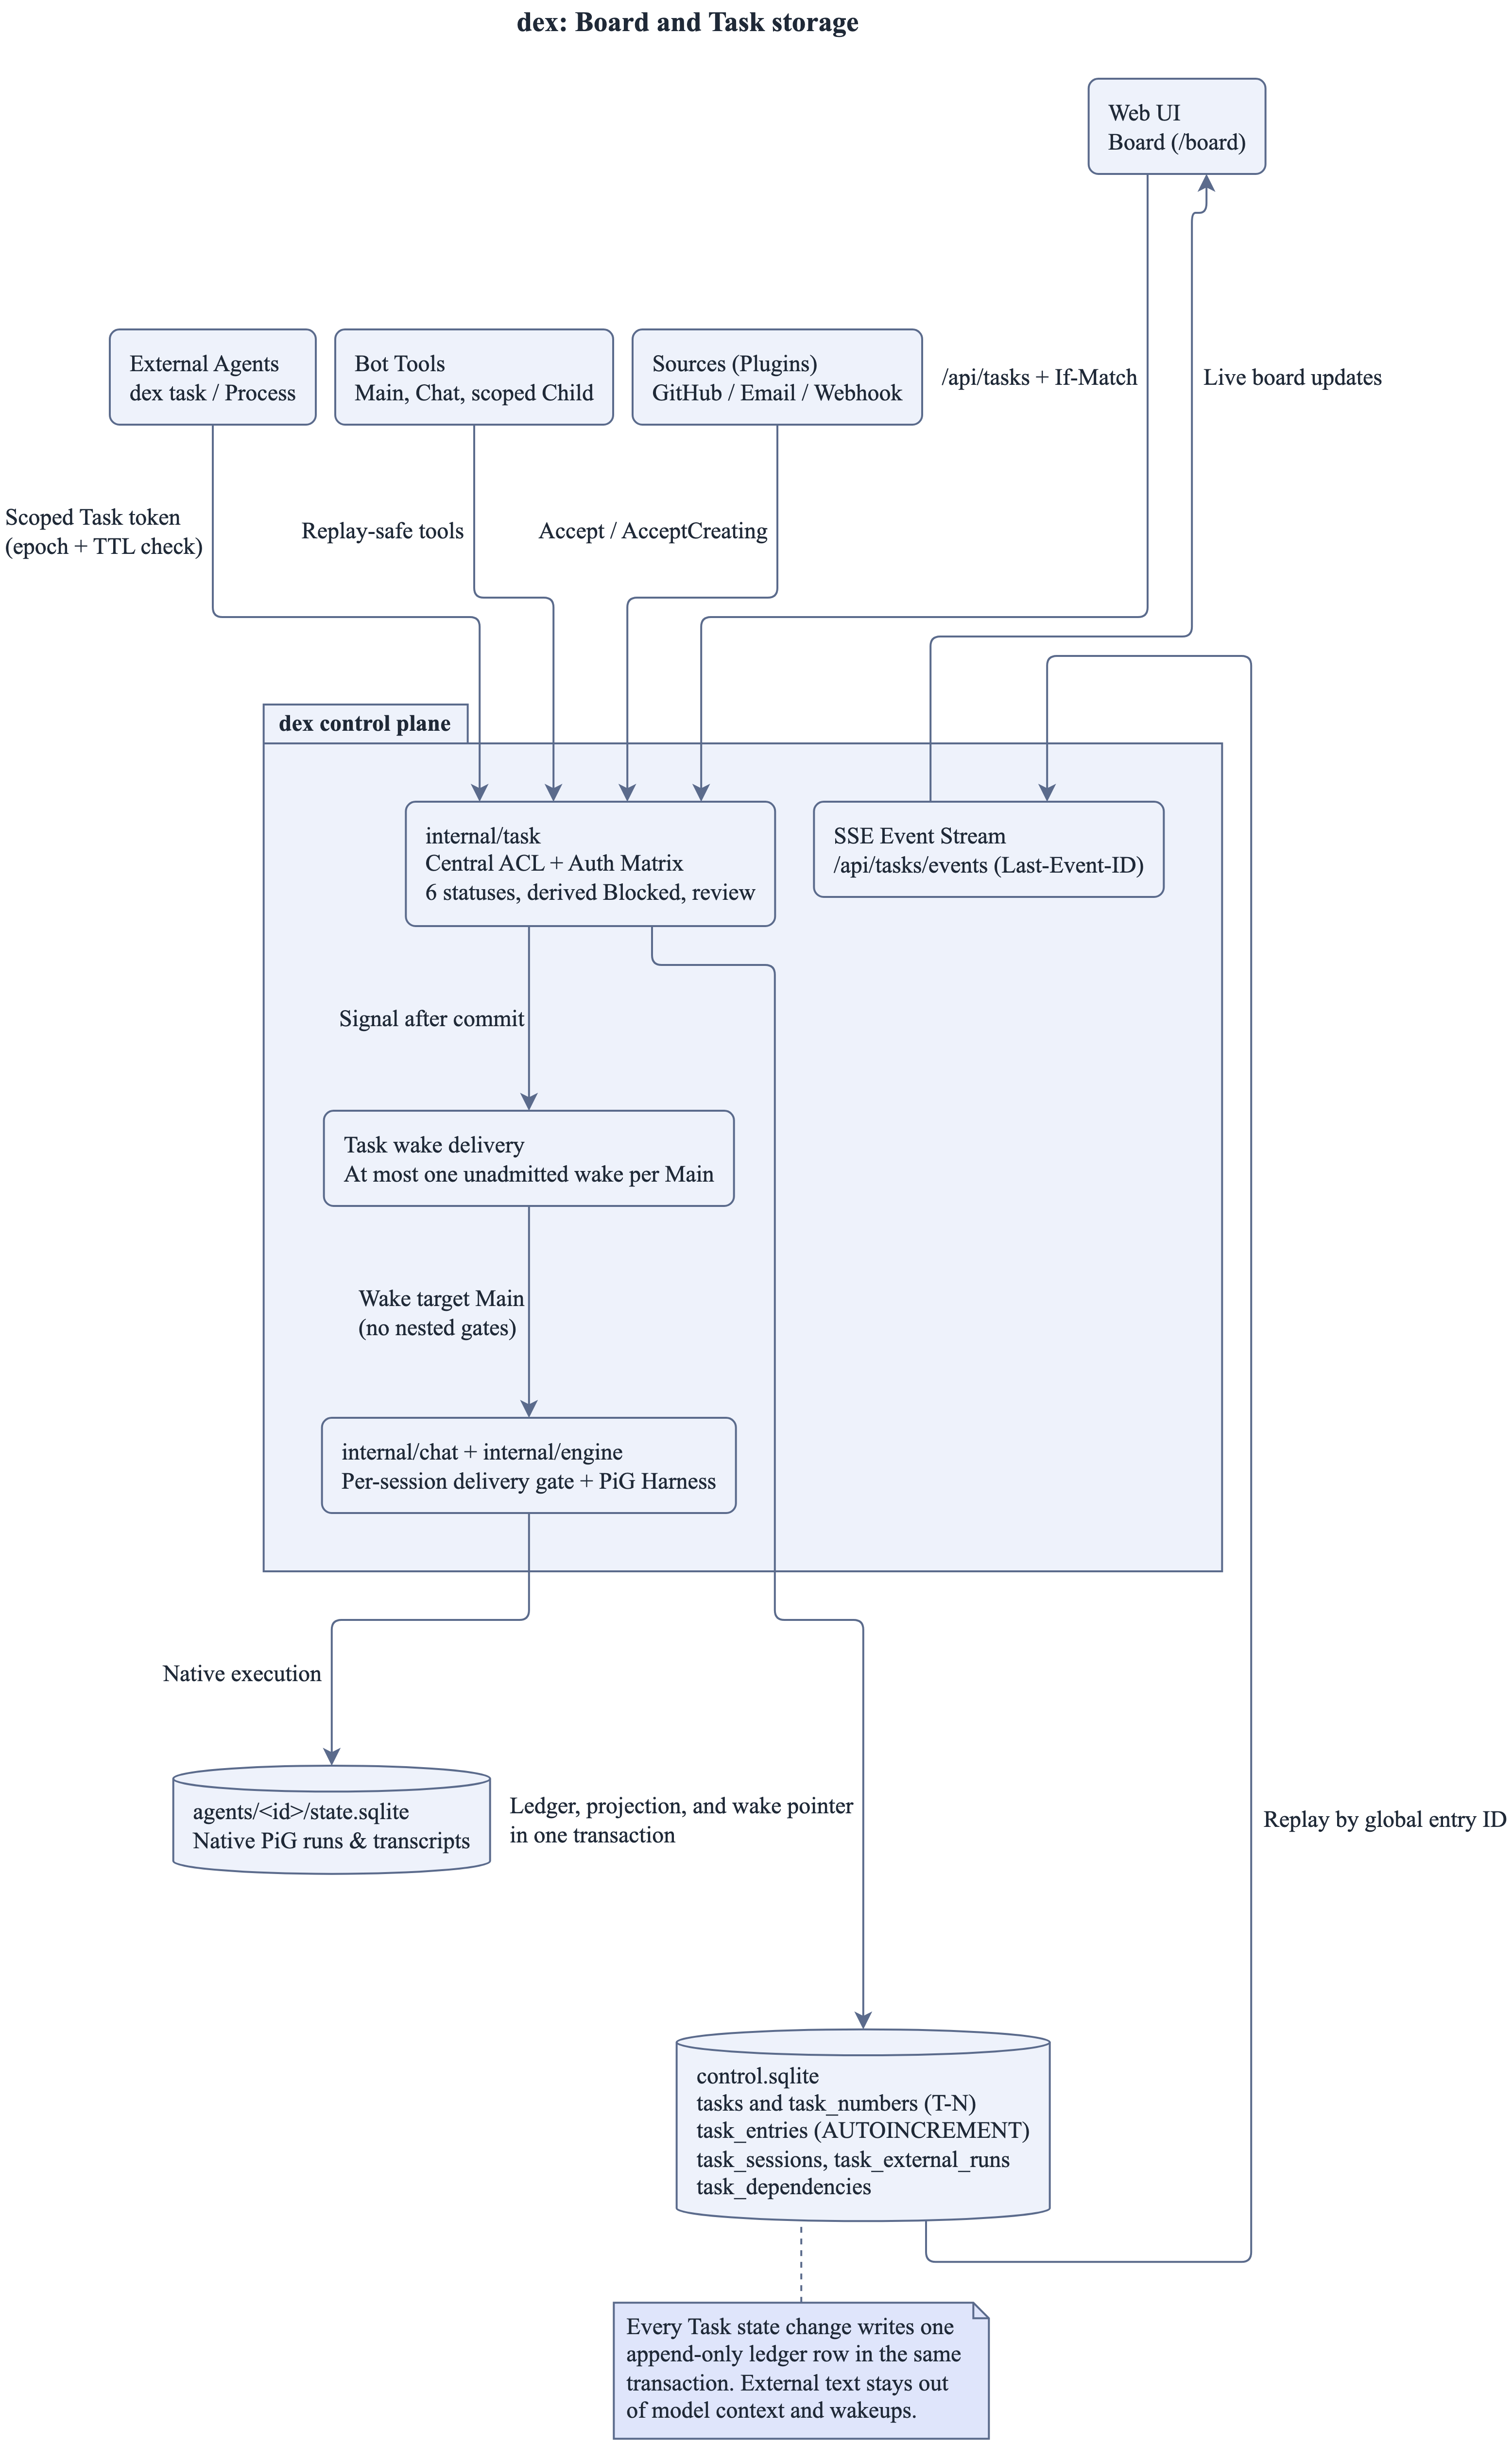 dex: Board and Task storage
Web UI
Board (/board)
External Agents
dex task / Process
Bot Tools
Main, Chat, scoped Child
Sources (Plugins)
GitHub / Email / Webhook
/api/tasks + If-Match
Live board updates
Scoped Task token
(epoch + TTL check)
Replay-safe tools
Accept / AcceptCreating
dex control plane
internal/task
Central ACL + Auth Matrix
6 statuses, derived Blocked, review
SSE Event Stream
/api/tasks/events (Last-Event-ID)
Signal after commit
Task wake delivery
At most one unadmitted wake per Main
Wake target Main
(no nested gates)
internal/chat + internal/engine
Per-session delivery gate + PiG Harness
Native execution
agents/<id>/state.sqlite
Native PiG runs & transcripts
Ledger, projection, and wake pointer
in one transaction
Replay by global entry ID
control.sqlite
tasks and task_numbers (T-N)
task_entries (AUTOINCREMENT)
task_sessions, task_external_runs
task_dependencies
Every Task state change writes one
append-only ledger row in the same
transaction. External text stays out
of model context and wakeups.